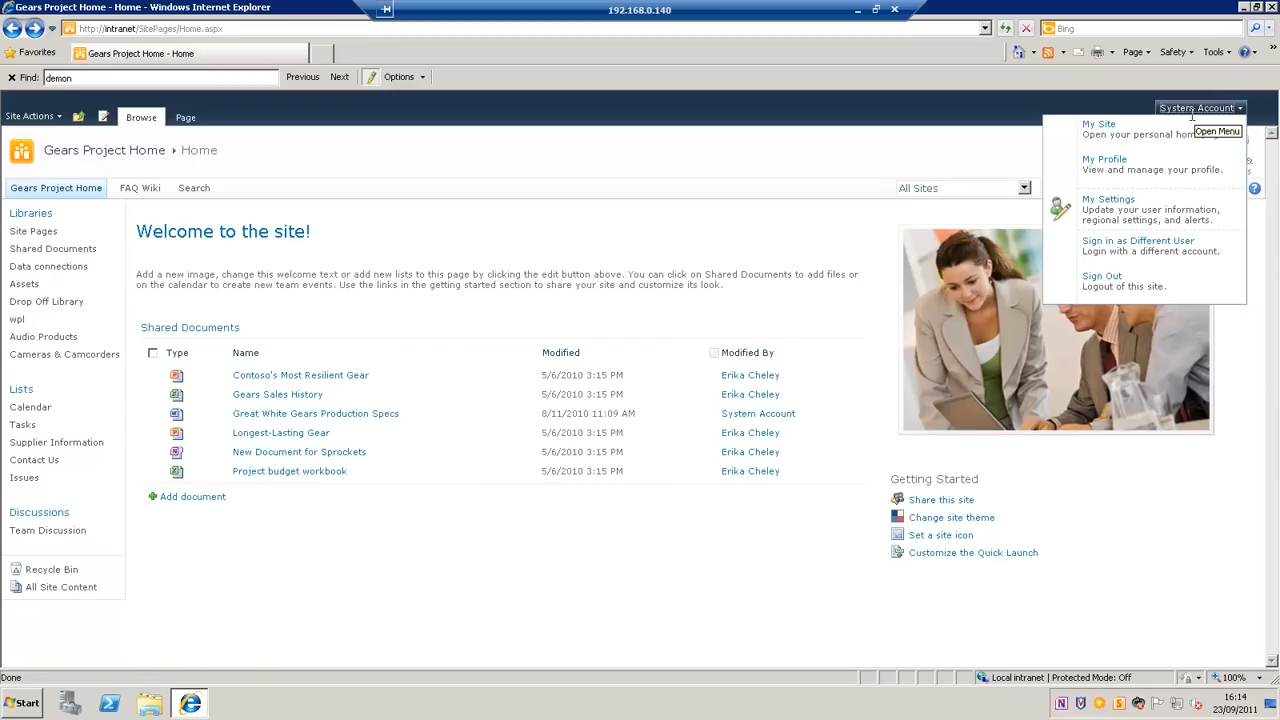 Gears Project Home - Home - Windows Internet Explorer
192.168.0.140
http://intranet/SitePages/Home.aspx
Bing
Favorites
Gears Project Home - Home
Page
Safety
Tools
Find:
demon
Previous
Next
Options
Site Actions
Browse
Page
System Account
Open Menu
My Site
Open your personal hom
My Profile
View and manage your profile.
My Settings
Update your user information,
regional settings, and alerts.
Sign in as Different User
Login with a different account.
Sign Out
Logout of this site.
Gears Project Home
Home
Gears Project Home
FAQ Wiki
Search
All Sites
Libraries
Site Pages
Shared Documents
Data connections
Assets
Drop Off Library
wpl
Audio Products
Cameras & Camcorders
Lists
Calendar
Tasks
Supplier Information
Contact Us
Issues
Discussions
Team Discussion
Recycle Bin
All Site Content
Welcome to the site!
Add a new image, change this welcome text or add new lists to this page by clicking the edit button above. You can click on Shared Documents to add files or
on the calendar to create new team events. Use the links in the getting started section to share your site and customize its look.
Shared Documents
Type Name Modified Modified By
Contoso's Most Resilient Gear 5/6/2010 3:15 PM Erika Cheley
Gears Sales History 5/6/2010 3:15 PM Erika Cheley
Great White Gears Production Specs 8/11/2010 11:09 AM System Account
Longest-Lasting Gear 5/6/2010 3:15 PM Erika Cheley
New Document for Sprockets 5/6/2010 3:15 PM Erika Cheley
Project budget workbook 5/6/2010 3:15 PM Erika Cheley
Add document
Getting Started
Share this site
Change site theme
Set a site icon
Customize the Quick Launch
Done
Local intranet | Protected Mode: Off
100%
Start
16:14
23/09/2011